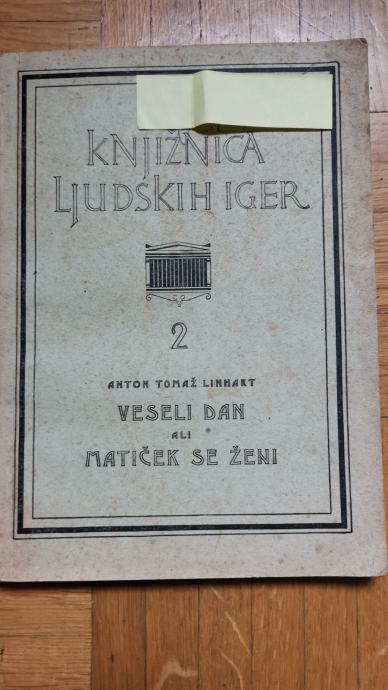 KNJIŽNICA
LJUDSKIH IGER
2
ANTON TOMAŽ LINHART
VESELI DAN
ALI
MATIČEK SE ŽENI